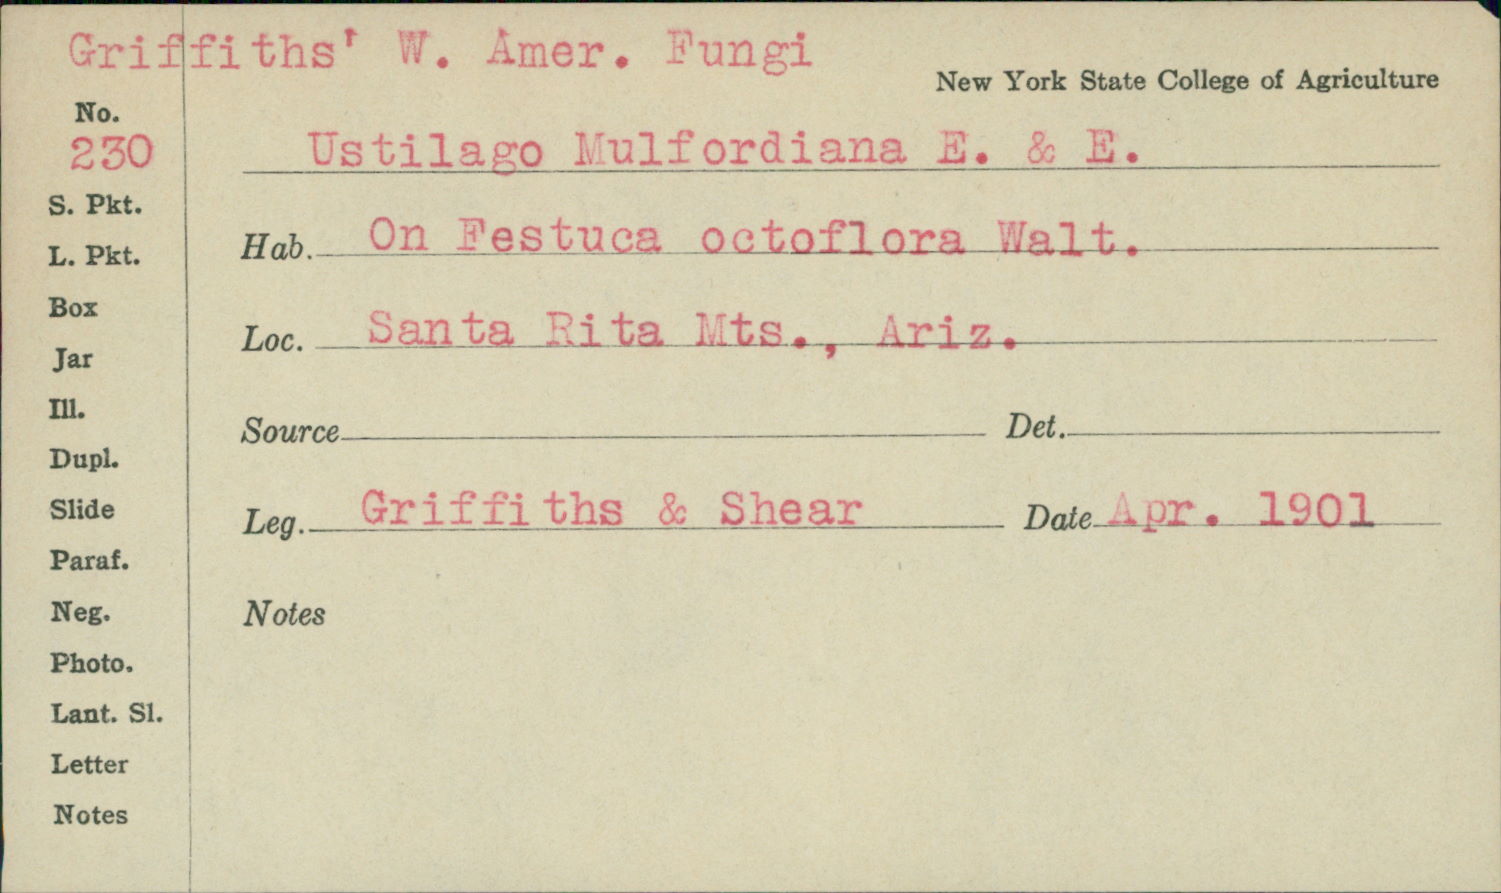 Griffiths' W. Amer. Fungi
New York State College of Agriculture
No.
230
Ustilago Mulfordiana E. & E.
S. Pkt.
Hab. On Festuca octoflora Walt.
L. Pkt.
Box
Loc. Santa Rita Mts., Ariz.
Jar
Ill.
Source Det.
Dupl.
Slide
Leg. Griffiths & Shear Date Apr. 1901
Paraf.
Neg.
Notes
Photo.
Lant. Sl.
Letter
Notes